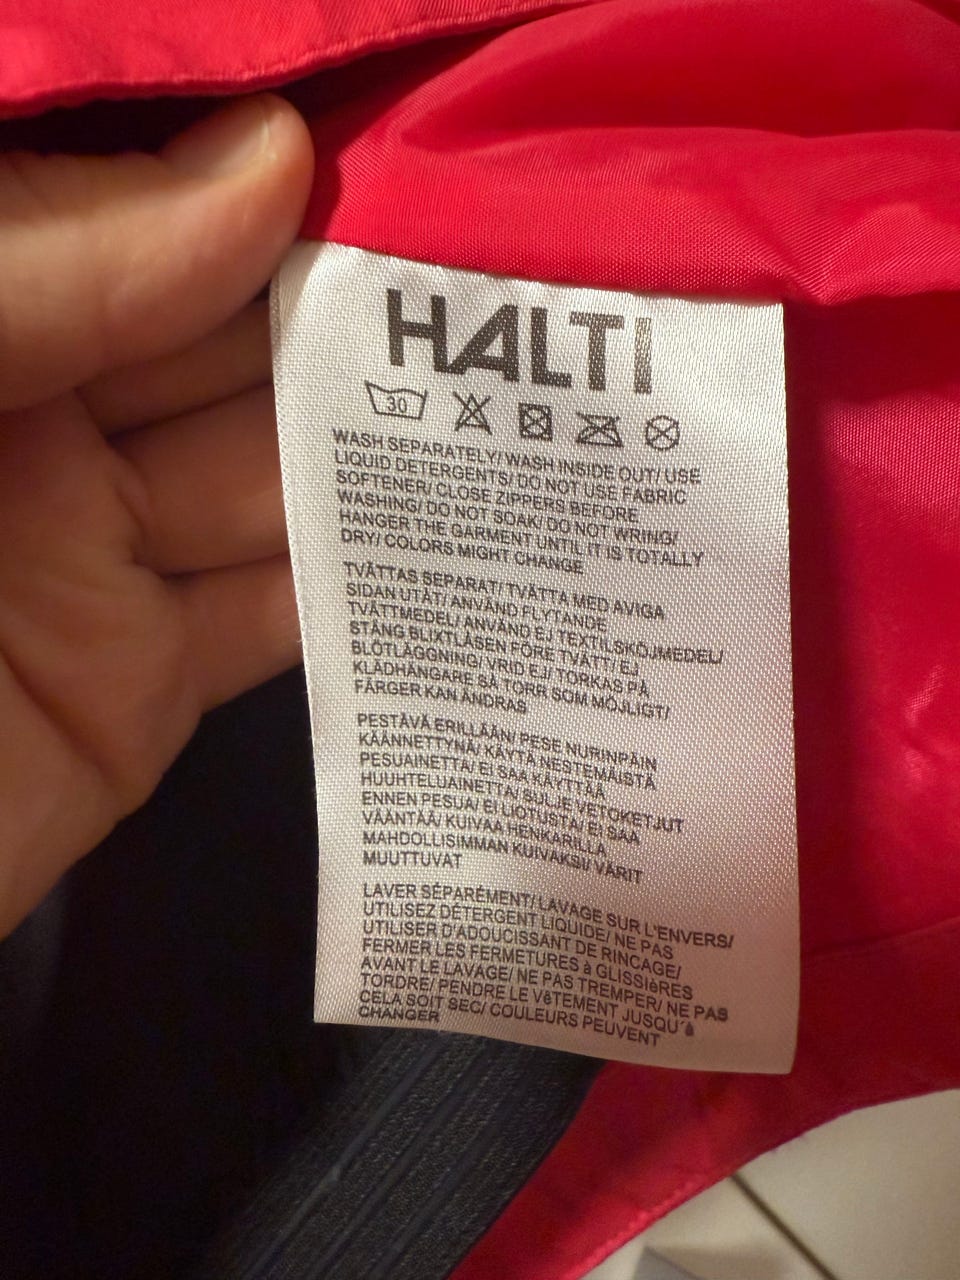 HALTI
30
WASH SEPARATELY/ WASH INSIDE OUT/ USE
LIQUID DETERGENTS/ DO NOT USE FABRIC
SOFTENER/ CLOSE ZIPPERS BEFORE
WASHING/ DO NOT SOAK/ DO NOT WRING/
HANGER THE GARMENT UNTIL IT IS TOTALLY
DRY/ COLORS MIGHT CHANGE
TVÄTTAS SEPARAT/ TVÄTTA MED AVIGA
SIDAN UTÅT/ ANVÄND FLYTANDE
TVÄTTMEDEL/ ANVÄND EJ TEXTILSKÖJMEDEL/
STÄNG BLIXTLÅSEN FÖRE TVÄTT/ EJ
BLÖTLÄGGNING/ VRID EJ/ TORKAS PÅ
KLÄDHÄNGARE SÅ TORR SOM MÖJLIGT/
FÄRGER KAN ÄNDRAS
PESTÄVÄ ERILLÄÄN/ PESE NURINPÄIN
KÄÄNNETTYNÄ/ KÄYTÄ NESTEMÄISTÄ
PESUAINETTA/ EI SAA KÄYTTÄÄ
HUUHTELUAINETTA/ SULJE VETOKETJUT
ENNEN PESUA/ EI LIOTUSTA/ EI SAA
VÄÄNTÄÄ/ KUIVAA HENKARILLA
MAHDOLLISIMMAN KUIVAKSI/ VÄRIT
MUUTTUVAT
LAVER SÉPARÉMENT/ LAVAGE SUR L'ENVERS/
UTILISEZ DÉTERGENT LIQUIDE/ NE PAS
UTILISER D'ADOUCISSANT DE RINCAGE/
FERMER LES FERMETURES à GLISSIèRES
AVANT LE LAVAGE/ NE PAS TREMPER/ NE PAS
TORDRE/ PENDRE LE VêTEMENT JUSQU´à
CELA SOIT SEC/ COULEURS PEUVENT
CHANGER